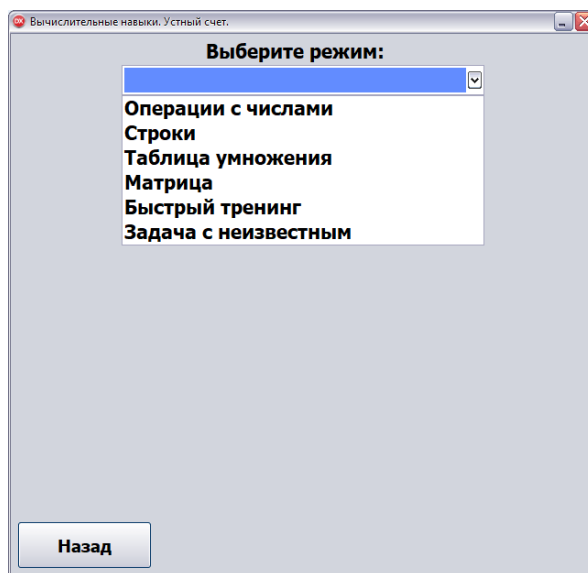 Вычислительные навыки. Устный счет.
Выберите режим:
Операции с числами
Строки
Таблица умножения
Матрица
Быстрый тренинг
Задача с неизвестным
Назад